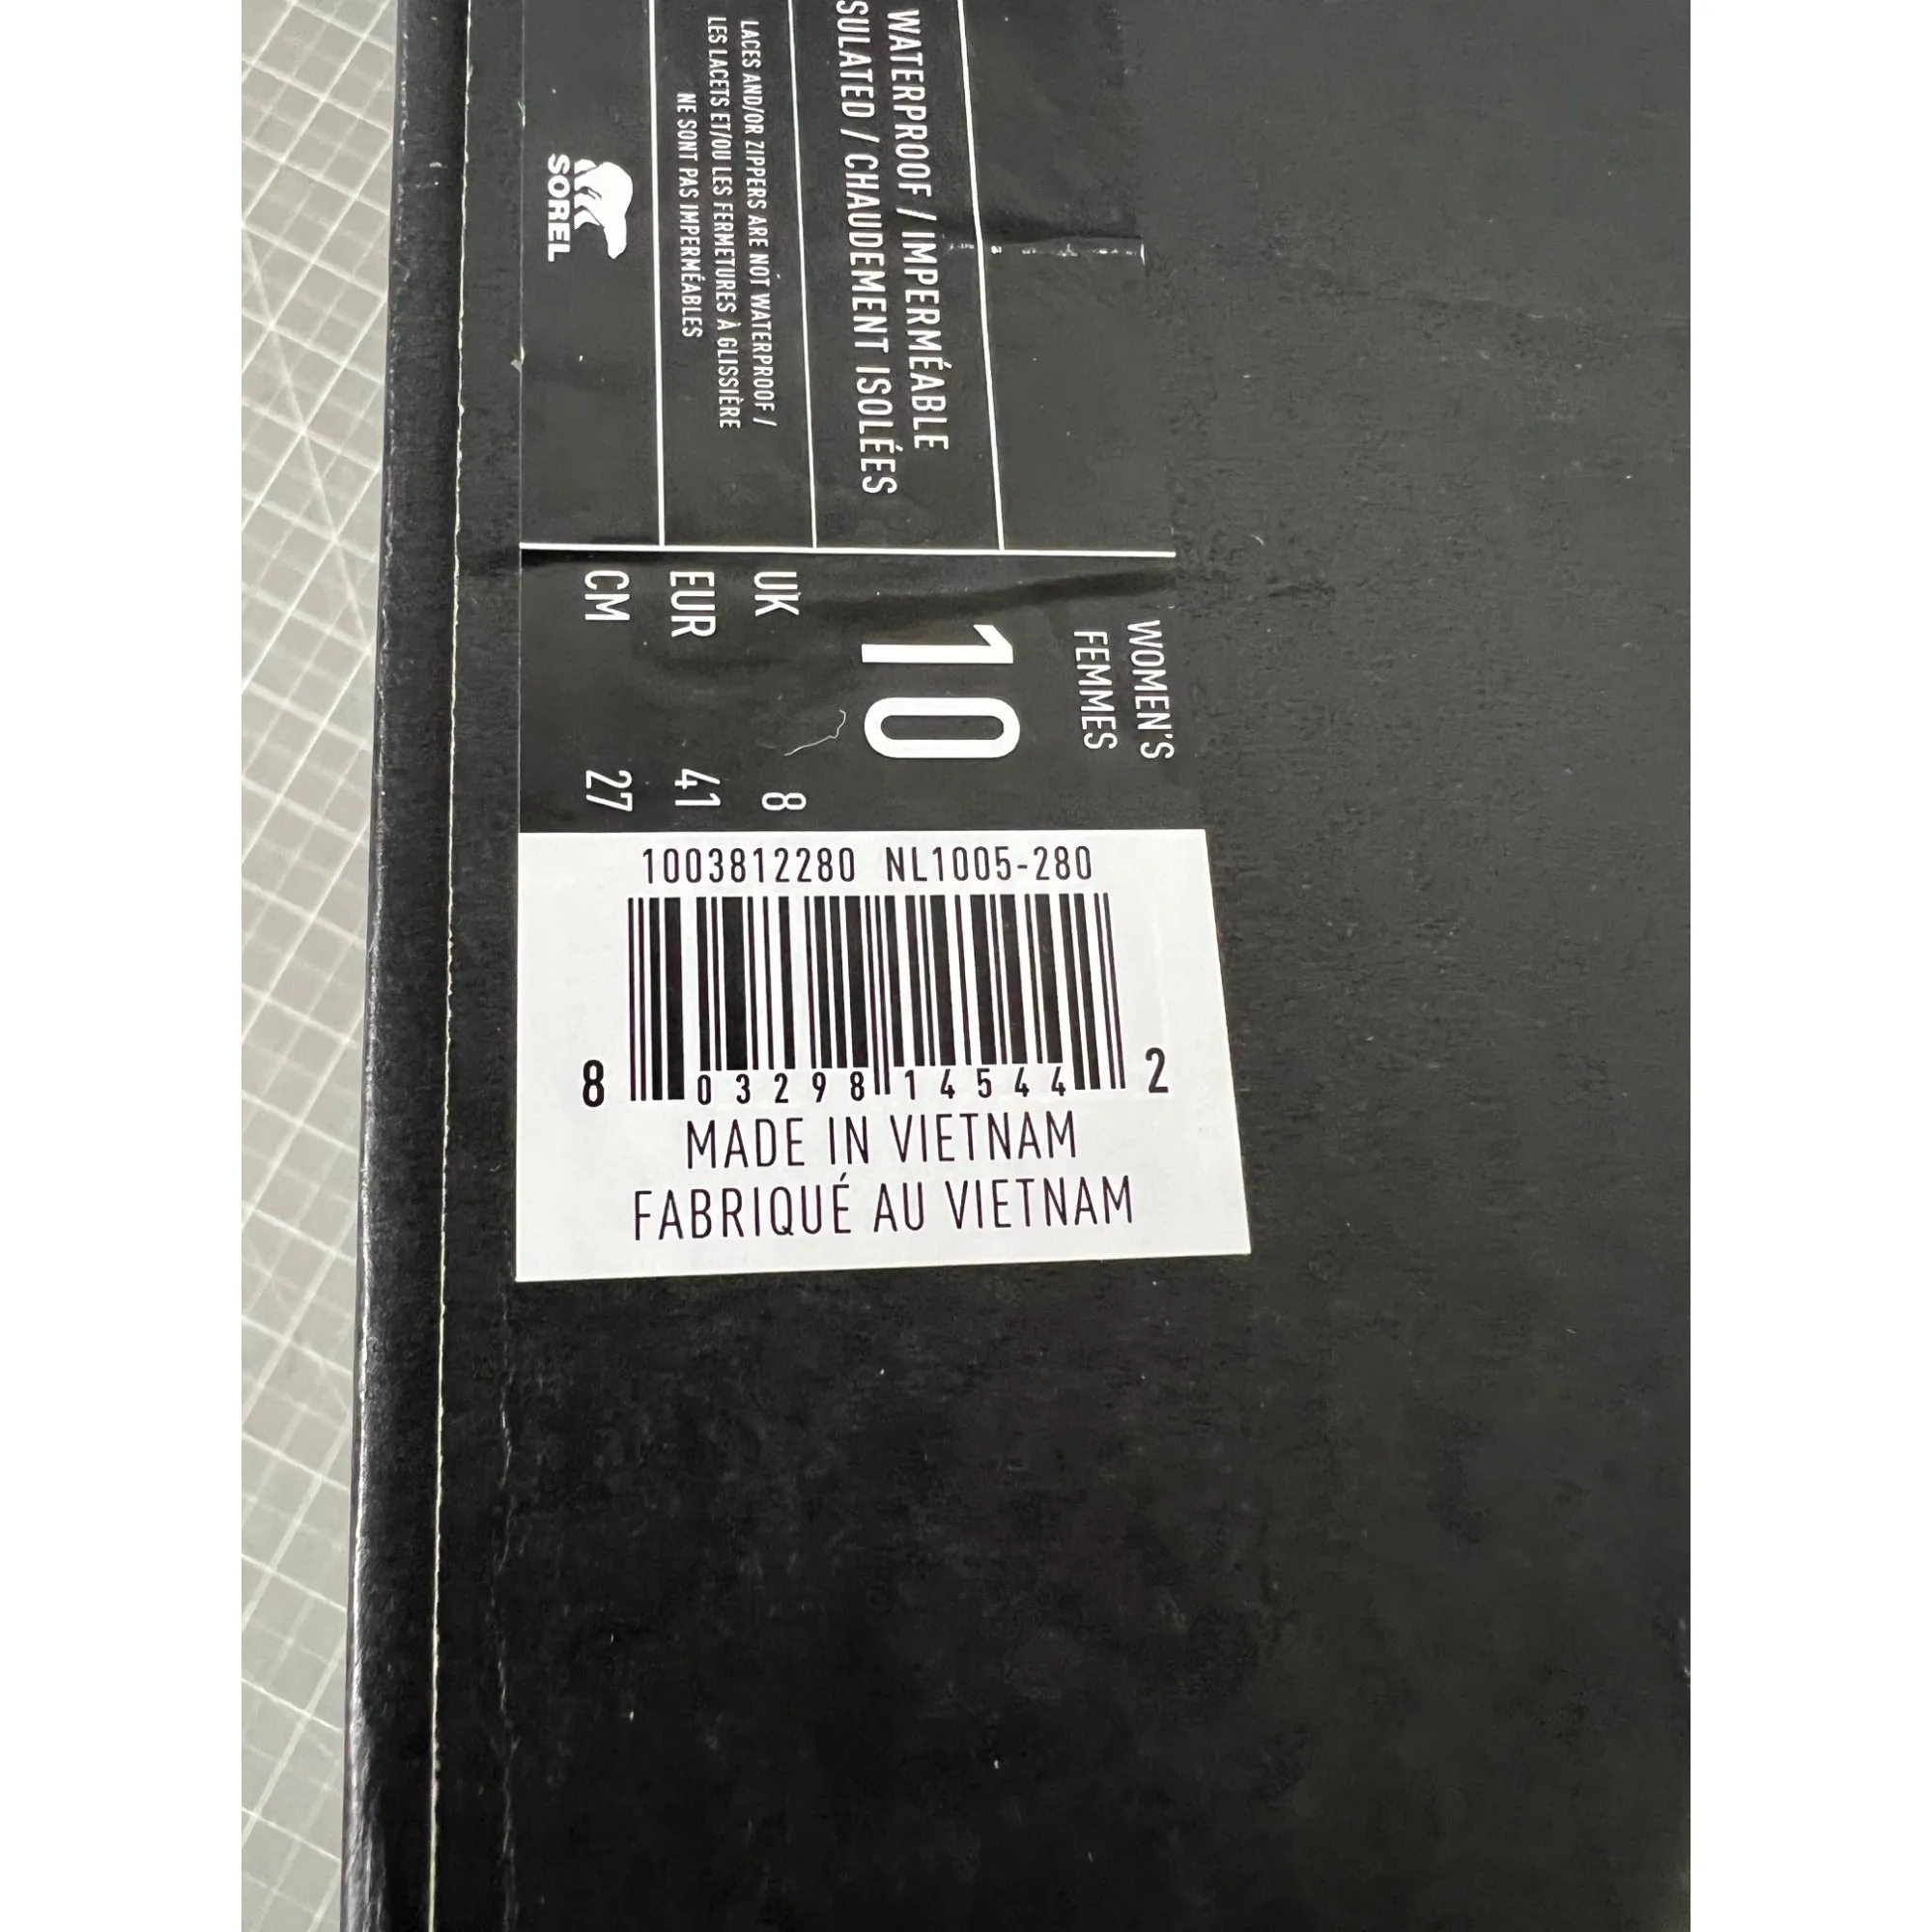 WATERPROOF / IMPERMÉABLE
SULATED / CHAUDEMENT ISOLÉES
LACES AND/OR ZIPPERS ARE NOT WATERPROOF /
LES LACETS ET/OU LES FERMETURES À GLISSIÈRE
NE SONT PAS IMPERMÉABLES
SOREL
WOMEN'S
FEMMES
10
UK 8
EUR 41
CM 27
1003812280 NL1005-280
8 03298 14544 2
MADE IN VIETNAM
FABRIQUÉ AU VIETNAM